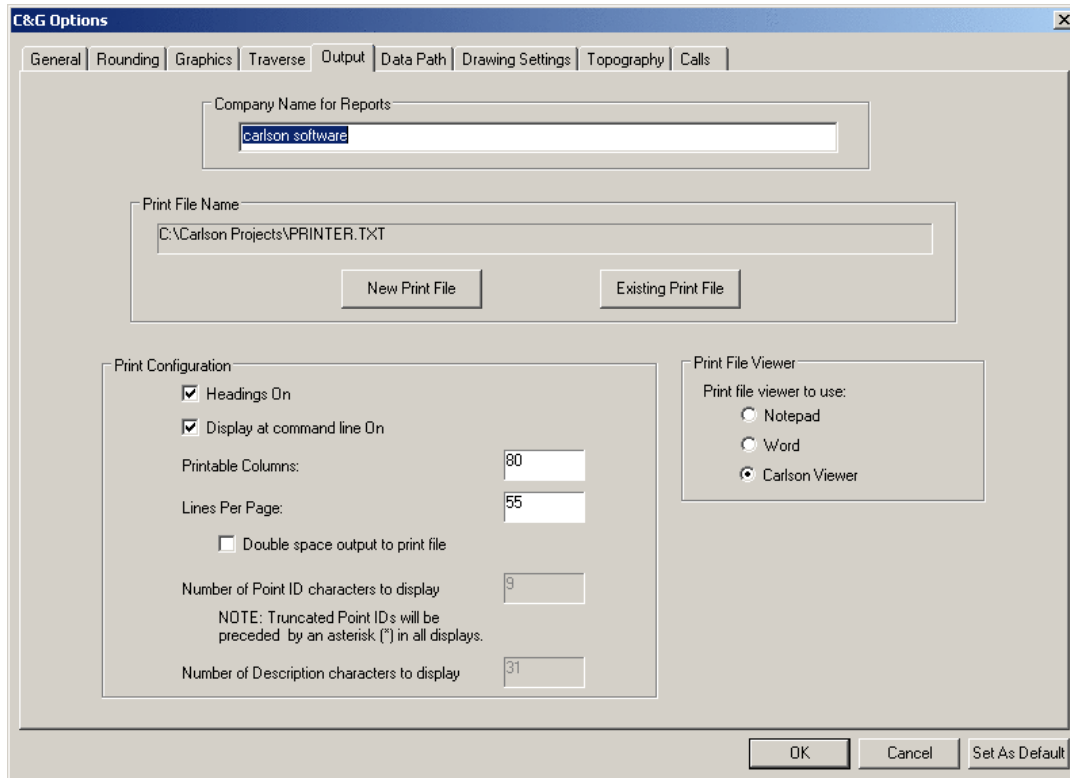 C&G Options
General Rounding Graphics Traverse Output Data Path Drawing Settings Topography Calls
Company Name for Reports
carlson software
Print File Name
C:\Carlson Projects\PRINTER.TXT
New Print File Existing Print File
Print Configuration
Headings On
Display at command line On
Printable Columns: 80
Lines Per Page: 55
Double space output to print file
Number of Point ID characters to display 9
NOTE: Truncated Point IDs will be
preceded by an asterisk (*) in all displays.
Number of Description characters to display 31
Print File Viewer
Print file viewer to use:
Notepad
Word
Carlson Viewer
OK Cancel Set As Default